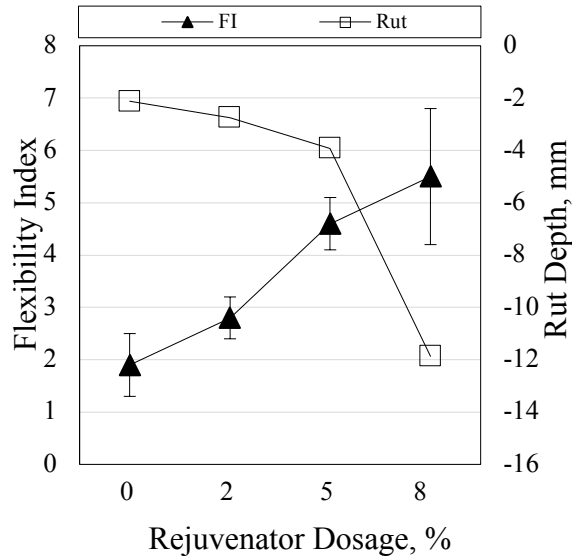 FI Rut
8 0
7 -2
6 -4
5 -6
4 -8
3 -10
2 -12
1 -14
0 -16
Flexibility Index
Rut Depth, mm
0 2 5 8
Rejuvenator Dosage, %